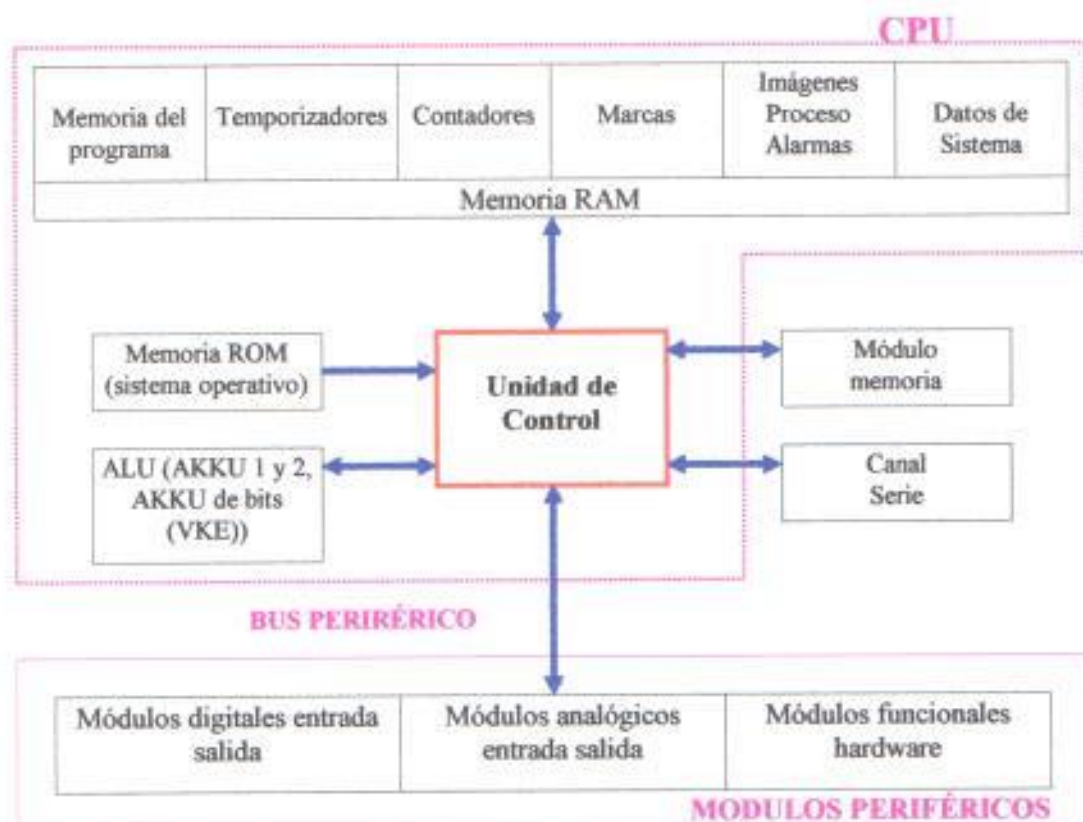 CPU
Memoria del
programa
Temporizadores
Contadores
Marcas
Imágenes
Proceso
Alarmas
Datos de
Sistema
Memoria RAM
Memoria ROM
(sistema operativo)
Unidad de
Control
Módulo
memoria
ALU (AKKU 1 y 2,
AKKU de bits
(VKE))
Canal
Serie
BUS PERIRÉRICO
Módulos digitales entrada
salida
Módulos analógicos
entrada salida
Módulos funcionales
hardware
MODULOS PERIFÉRICOS